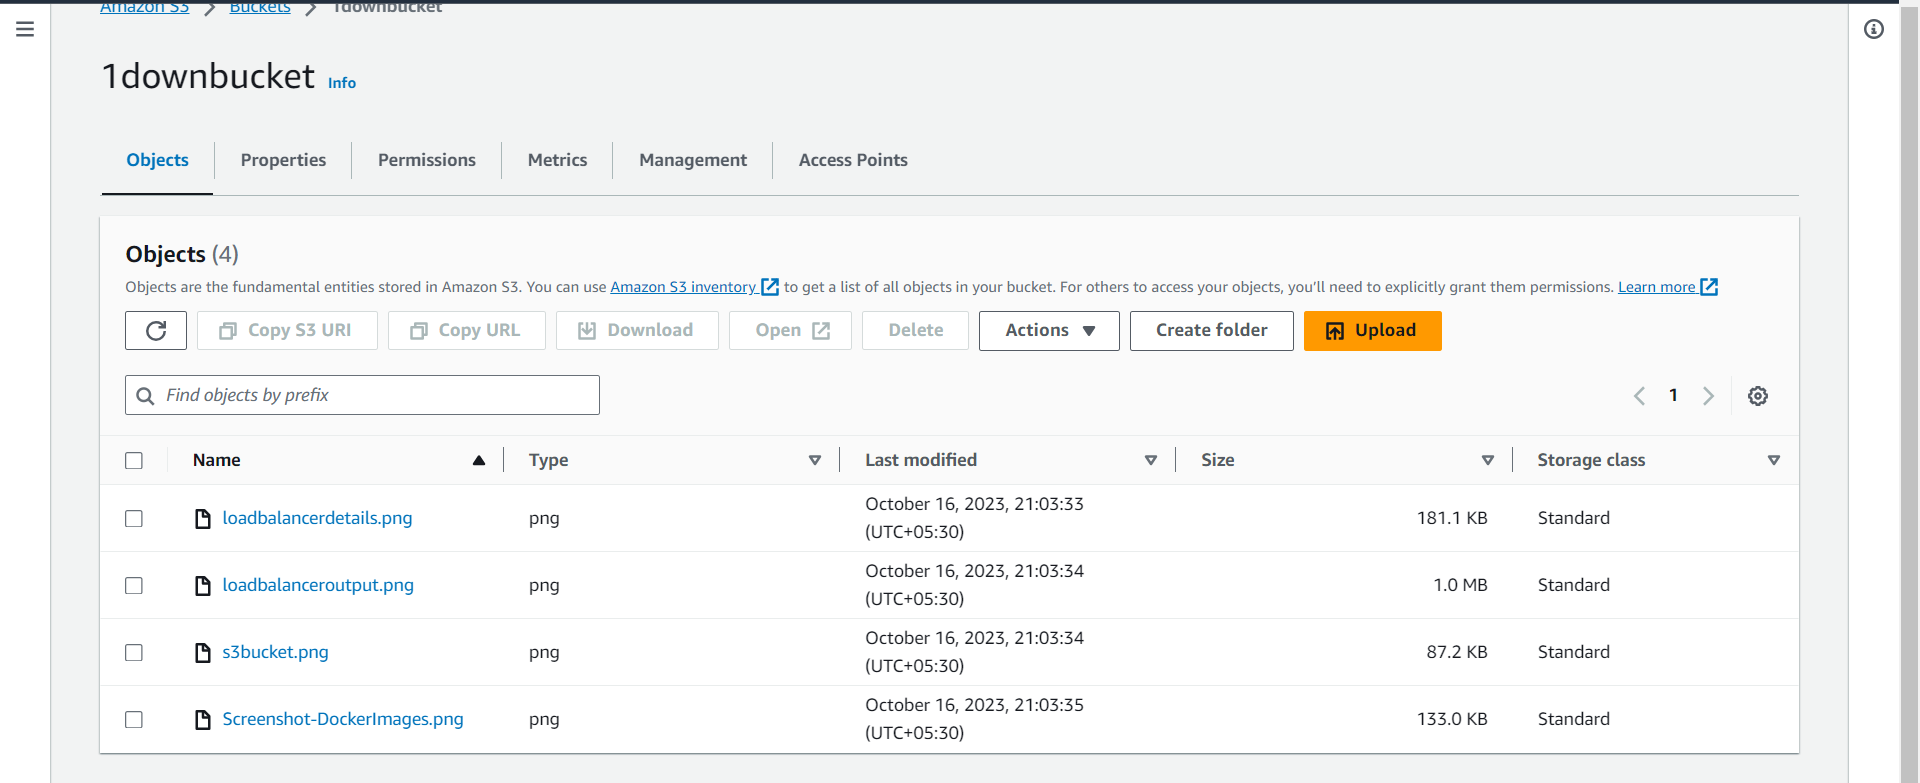 Amazon S3 > Buckets > 1downbucket
1downbucket Info
Objects Properties Permissions Metrics Management Access Points
Objects (4)
Objects are the fundamental entities stored in Amazon S3. You can use Amazon S3 inventory to get a list of all objects in your bucket. For others to access your objects, you'll need to explicitly grant them permissions. Learn more
Copy S3 URI Copy URL Download Open Delete Actions Create folder Upload
Find objects by prefix 1
Name Type Last modified Size Storage class
loadbalancerdetails.png png October 16, 2023, 21:03:33 (UTC+05:30) 181.1 KB Standard
loadbalanceroutput.png png October 16, 2023, 21:03:34 (UTC+05:30) 1.0 MB Standard
s3bucket.png png October 16, 2023, 21:03:34 (UTC+05:30) 87.2 KB Standard
Screenshot-DockerImages.png png October 16, 2023, 21:03:35 (UTC+05:30) 133.0 KB Standard